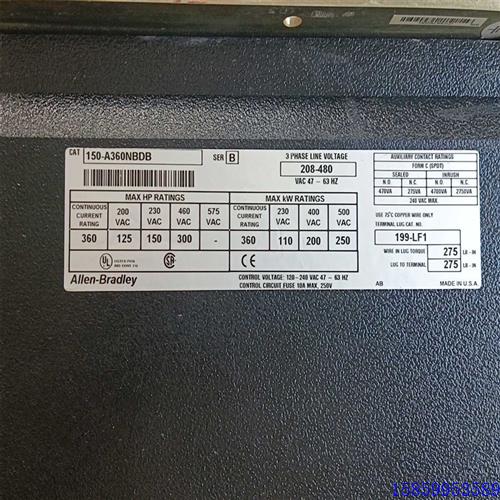 CAT 150-A360NBDB SER B
3 PHASE LINE VOLTAGE
208-480
VAC 47 - 63 HZ
MAX HP RATINGS
CONTINUOUS CURRENT RATING 200 VAC 230 VAC 460 VAC 575 VAC
360 125 150 300 -
MAX kW RATINGS
CONTINUOUS CURRENT RATING 230 VAC 400 VAC 500 VAC
360 110 200 250
UL LISTED
SA
CE
Allen-Bradley
CONTROL VOLTAGE: 120-240 VAC 47 - 63 HZ
CONTROL CIRCUIT FUSE 10A MAX, 250V
AUXILIARY CONTACT RATINGS
FORM C (SPDT)
SEALED INRUSH
N.O. N.C. N.O. N.C.
470VA 275VA 4700VA 2750VA
240 VAC MAX
USE 75°C COPPER WIRE ONLY
TERMINAL LUG CAT. NO.
199-LF1
WIRE IN LUG TORQUE 275 LB - IN
LUG TO TERMINAL 275 LB - IN
AB MADE IN U.S.A
15859953589